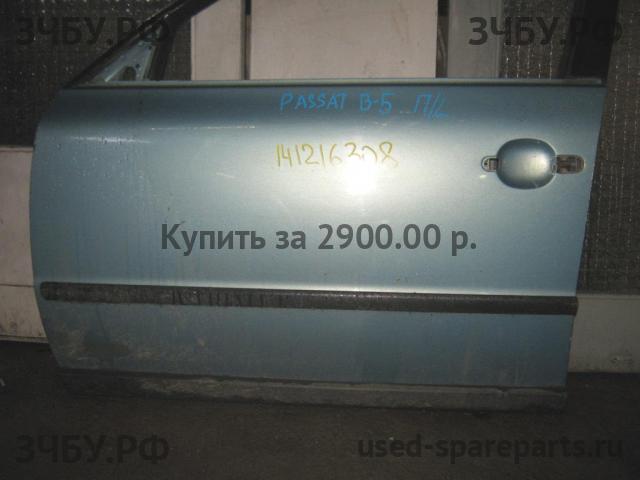 ЗЧБУ.РФ
ЗЧБУ.РФ
PASSAT B-5 П/L
141216308
Купить за 2900.00 р.
ЗЧБУ.РФ
used-spareparts.ru